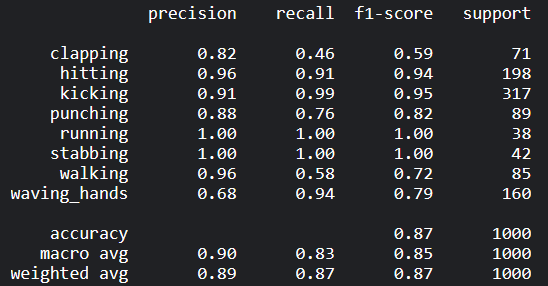 precision recall f1-score support
clapping 0.82 0.46 0.59 71
hitting 0.96 0.91 0.94 198
kicking 0.91 0.99 0.95 317
punching 0.88 0.76 0.82 89
running 1.00 1.00 1.00 38
stabbing 1.00 1.00 1.00 42
walking 0.96 0.58 0.72 85
waving_hands 0.68 0.94 0.79 160
accuracy 0.87 1000
macro avg 0.90 0.83 0.85 1000
weighted avg 0.89 0.87 0.87 1000